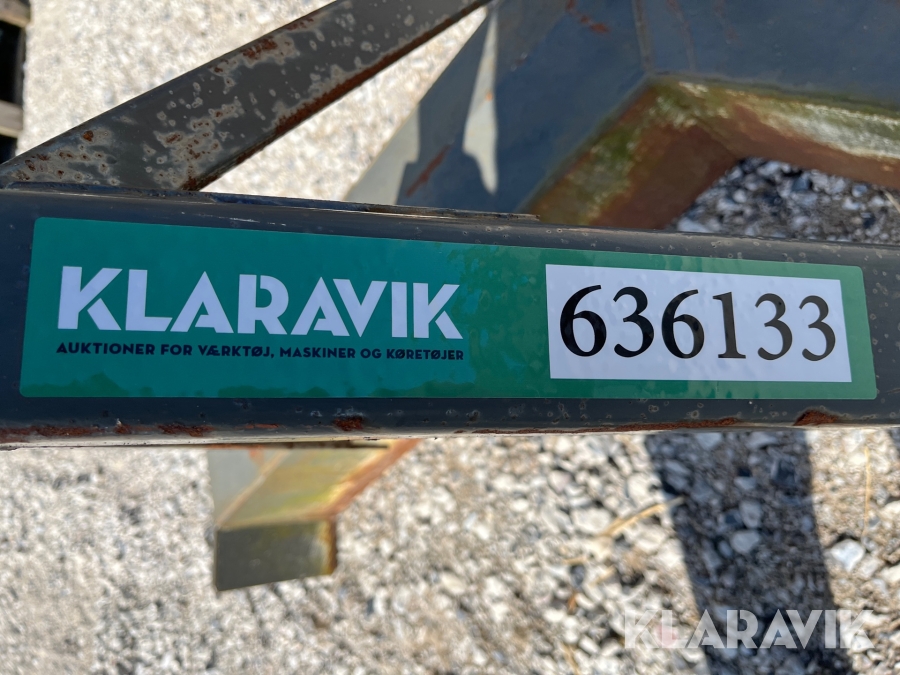 KLARAVIK
AUKTIONER FOR VÆRKTØJ, MASKINER OG KØRETØJER
636133
KLARAVIK